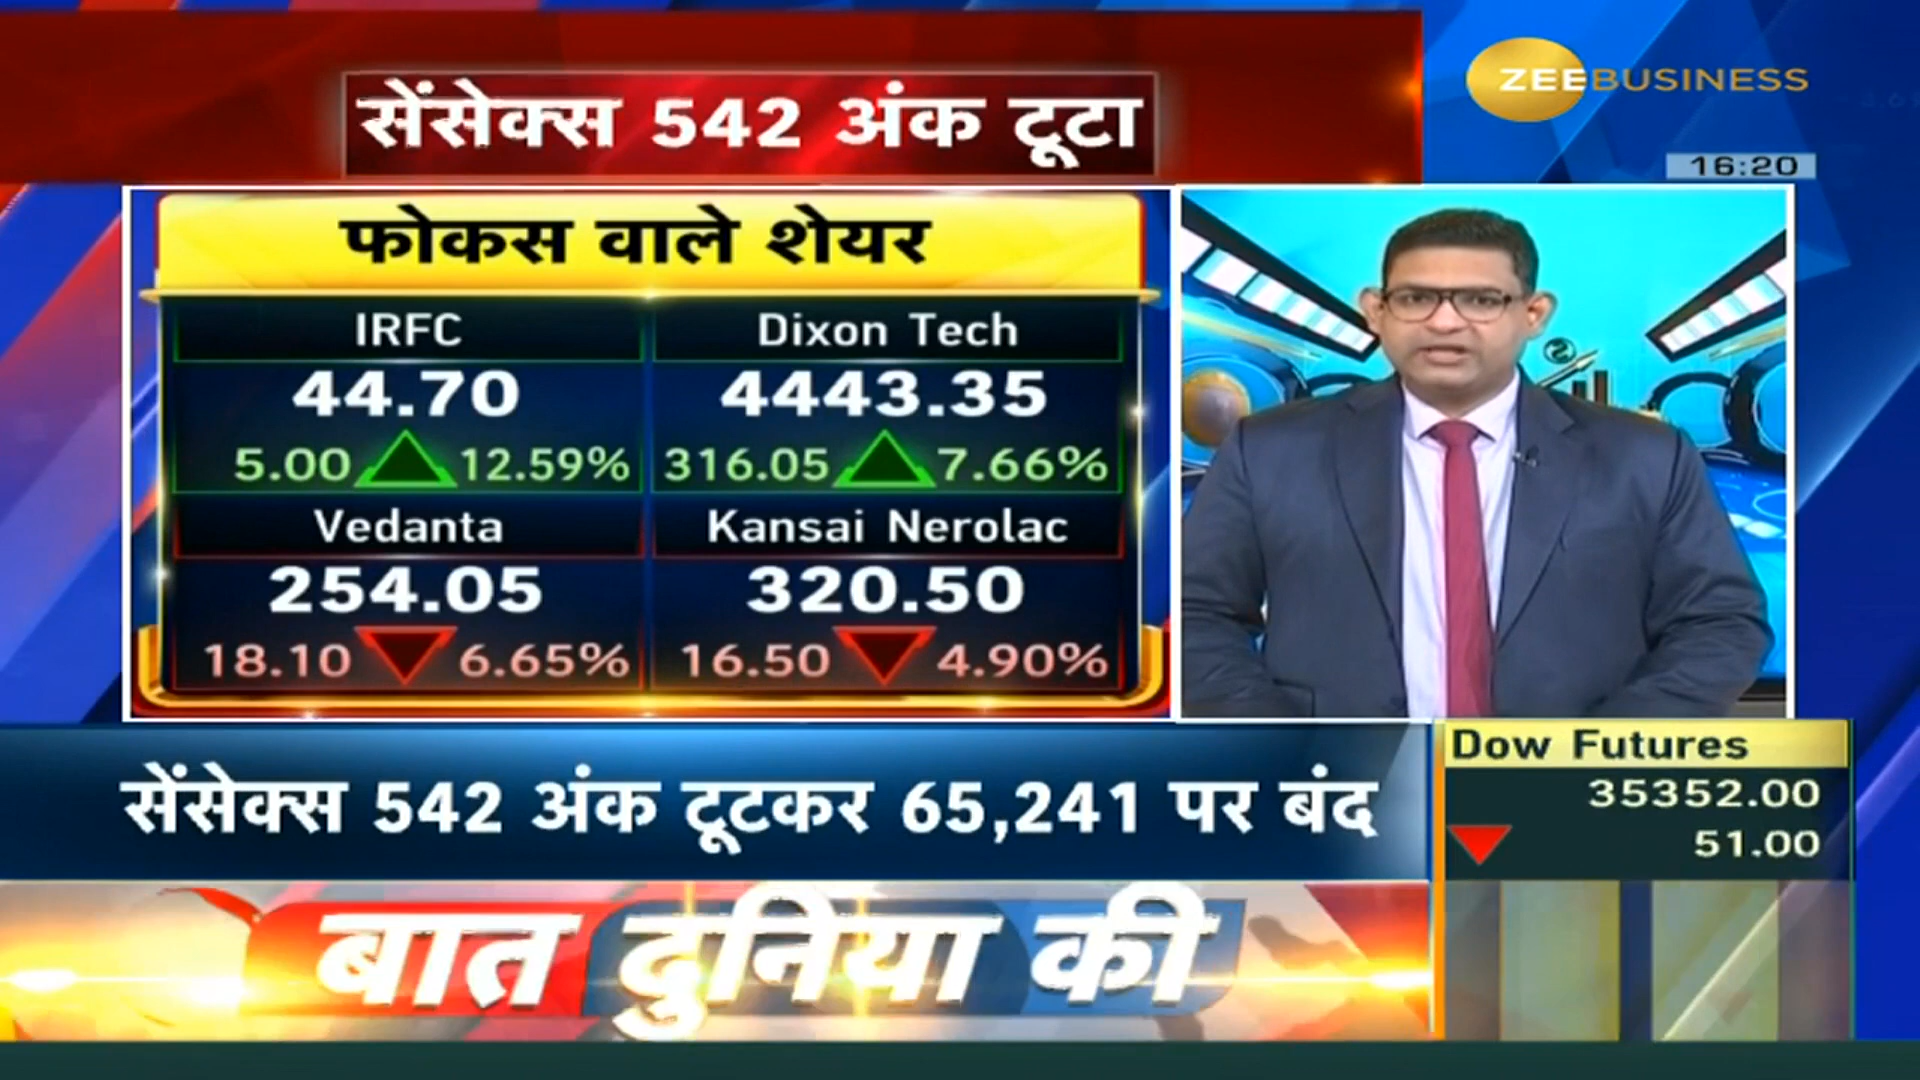 सेंसेक्स 542 अंक टूटा
ZEEBUSINESS
16:20
फोकस वाले शेयर
IRFC
44.70
5.00 12.59%
Dixon Tech
4443.35
316.05 7.66%
Vedanta
254.05
18.10 6.65%
Kansai Nerolac
320.50
16.50 4.90%
सेंसेक्स 542 अंक टूटकर 65,241 पर बंद
Dow Futures
35352.00
51.00
बात दुनिया की